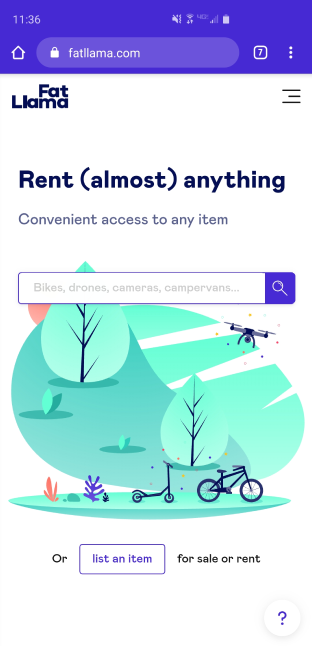 11:36
fatllama.com
7
Fat
Llama
Rent (almost) anything
Convenient access to any item
Bikes, drones, cameras, campervans...
Or list an item for sale or rent
?